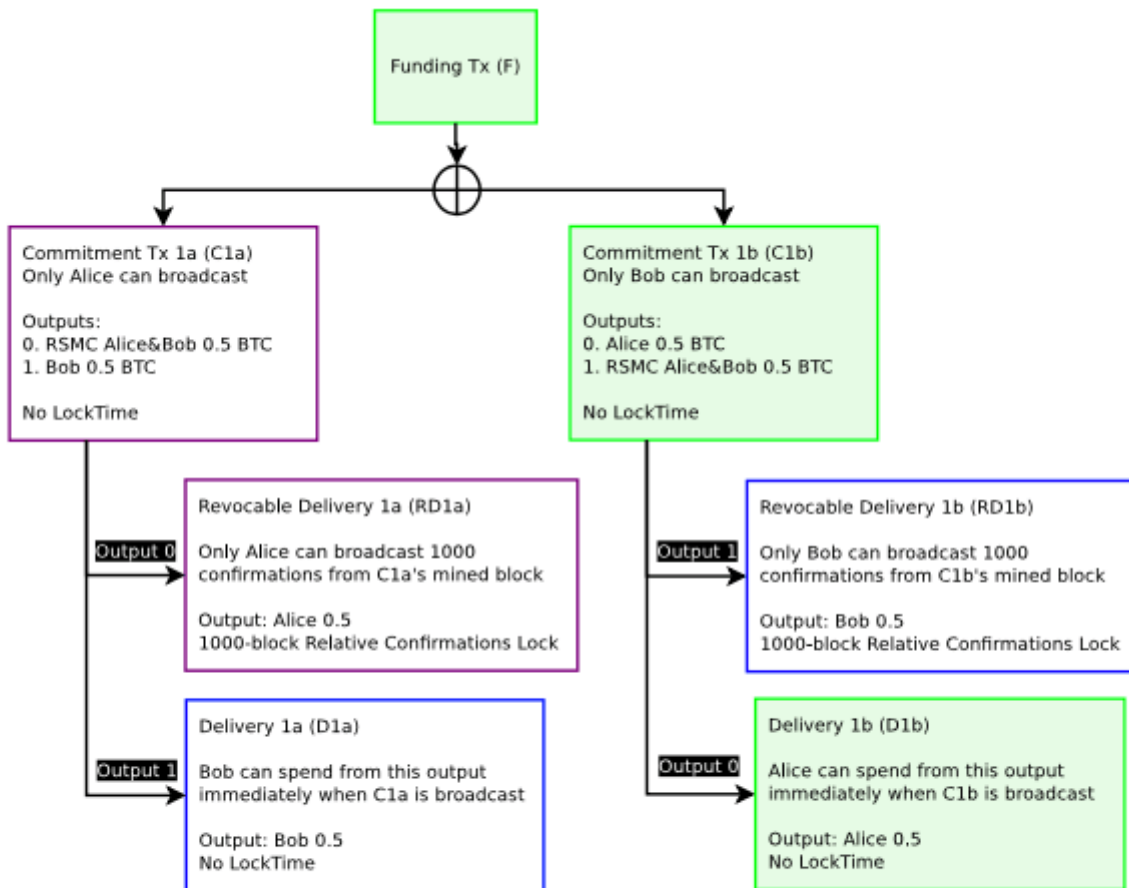 Funding Tx (F)
Commitment Tx 1a (C1a)
Only Alice can broadcast
Outputs:
0. RSMC Alice&Bob 0.5 BTC
1. Bob 0.5 BTC
No LockTime
Commitment Tx 1b (C1b)
Only Bob can broadcast
Outputs:
0. Alice 0.5 BTC
1. RSMC Alice&Bob 0.5 BTC
No LockTime
Output 0
Revocable Delivery 1a (RD1a)
Only Alice can broadcast 1000
confirmations from C1a's mined block
Output: Alice 0.5
1000-block Relative Confirmations Lock
Output 1
Revocable Delivery 1b (RD1b)
Only Bob can broadcast 1000
confirmations from C1b's mined block
Output: Bob 0.5
1000-block Relative Confirmations Lock
Output 1
Delivery 1a (D1a)
Bob can spend from this output
immediately when C1a is broadcast
Output: Bob 0.5
No LockTime
Output 0
Delivery 1b (D1b)
Alice can spend from this output
immediately when C1b is broadcast
Output: Alice 0.5
No LockTime